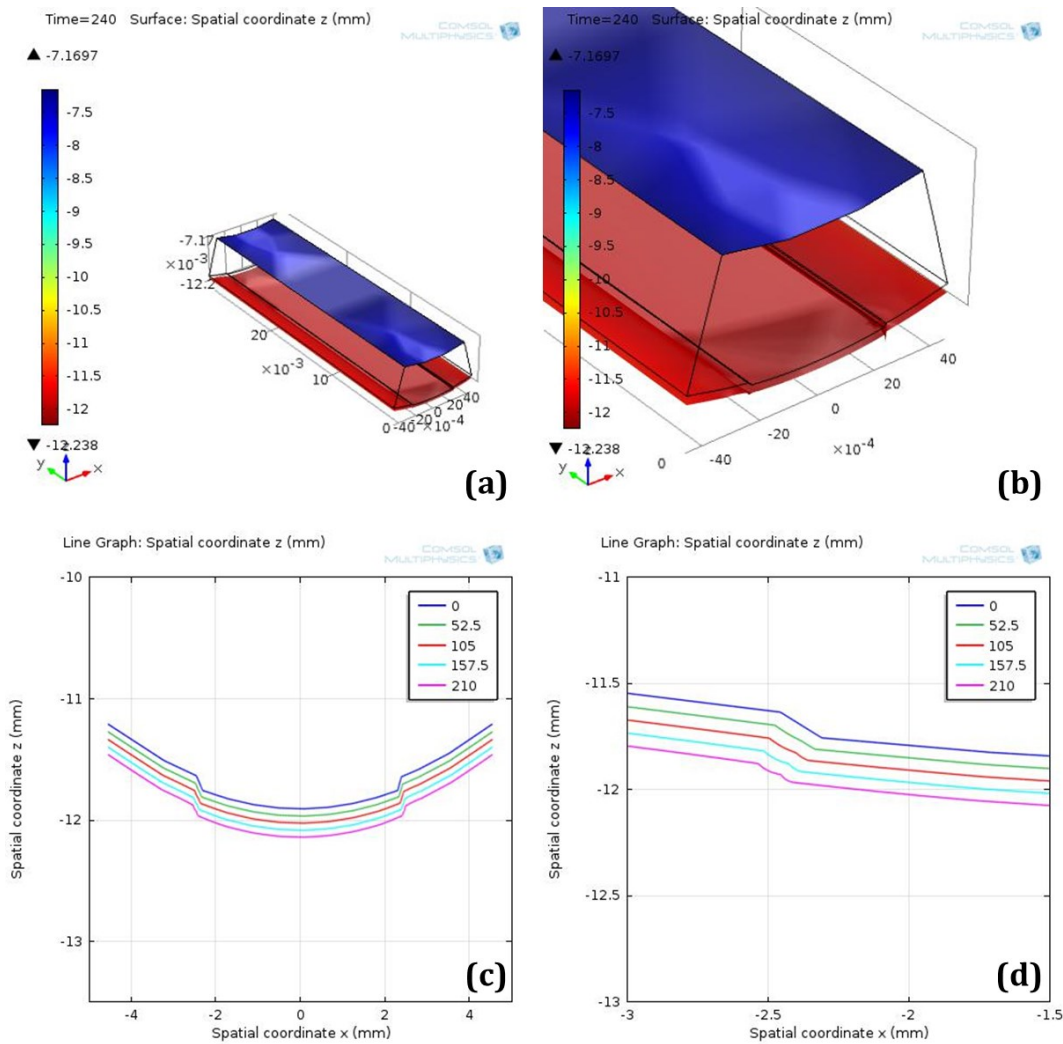 Time=240 Surface: Spatial coordinate z (mm)
COMSOL
MULTIPHYSICS
▲ -7.1697
-7.5
-8
-8.5
-9
-9.5
-10
-10.5
-11
-11.5
-12
▼ -12.238
-7.17
×10⁻³
-12.2
20
×10⁻³
10
0
-40
-20
0
20
40
×10⁻⁴
z
y
x
(a)
Time=240 Surface: Spatial coordinate z (mm)
COMSOL
MULTIPHYSICS
▲ -7.1697
-7.5
-8
-8.5
-9
-9.5
-10
-10.5
-11
-11.5
-12
▼ -12.238
40
20
0
-20
×10⁻⁴
-40
0
z
y
x
(b)
Line Graph: Spatial coordinate z (mm)
COMSOL
MULTIPHYSICS
-10
-11
-12
-13
0
52.5
105
157.5
210
Spatial coordinate z (mm)
-4
-2
0
2
4
Spatial coordinate x (mm)
(c)
Line Graph: Spatial coordinate z (mm)
COMSOL
MULTIPHYSICS
-11
-11.5
-12
-12.5
-13
0
52.5
105
157.5
210
Spatial coordinate z (mm)
-3
-2.5
-2
-1.5
Spatial coordinate x (mm)
(d)